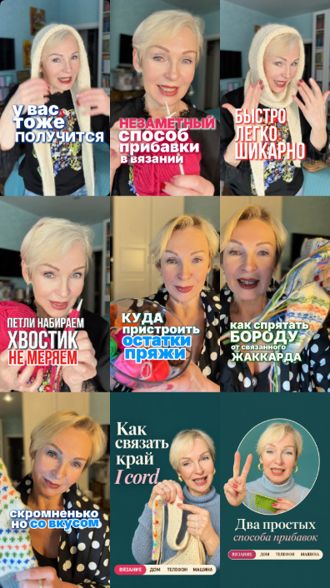 у вас
тоже
ПОЛУЧИТСЯ
НЕЗАМЕТНЫЙ
СПОСОБ
прибавки
в вязаний
БЫСТРО
ЛЕГКО
ШИКАРНО
ПЕТЛИ НАБИРАЕМ
ХВОСТИК
НЕ МЕРЯЕМ
КУДА
пристроить
остатки
пряжи
как спрятать
БОРОДУ
от связанного
ЖАККАРДА
скромненько
но со вкусом
Как
связать
край
I cord
ВЯЗАНИЕ ДОМ ТЕЛЕФОН МАШИНА
Два простых
способа прибавок
ВЯЗАНИЕ ДОМ ТЕЛЕФОН МАШИНА